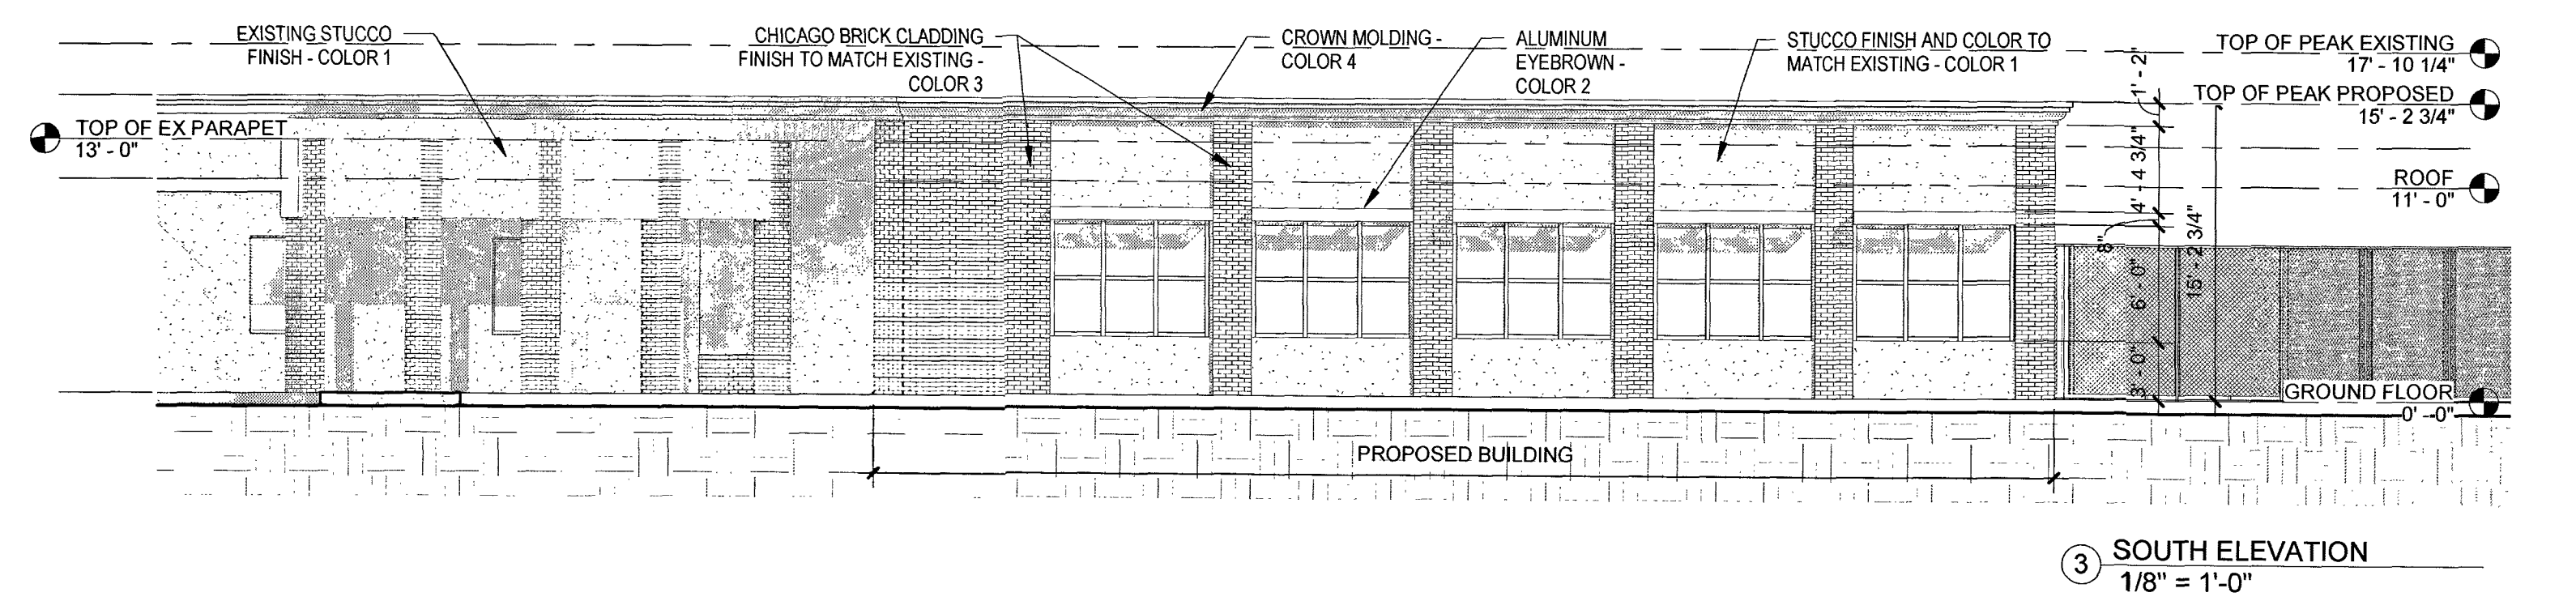 EXISTING STUCCO
FINISH - COLOR 1
CHICAGO BRICK CLADDING
FINISH TO MATCH EXISTING -
COLOR 3
CROWN MOLDING -
COLOR 4
ALUMINUM
EYEBROWN -
COLOR 2
STUCCO FINISH AND COLOR TO
MATCH EXISTING - COLOR 1
TOP OF PEAK EXISTING
17' - 10 1/4"
TOP OF PEAK PROPOSED
15' - 2 3/4"
TOP OF EX PARAPET
13' - 0"
ROOF
11' - 0"
1' - 2"
4' - 4 3/4"
8"
6' - 0"
15' - 2 3/4"
3' - 0"
GROUND FLOOR
0' - 0"
PROPOSED BUILDING
3
SOUTH ELEVATION
1/8" = 1'-0"